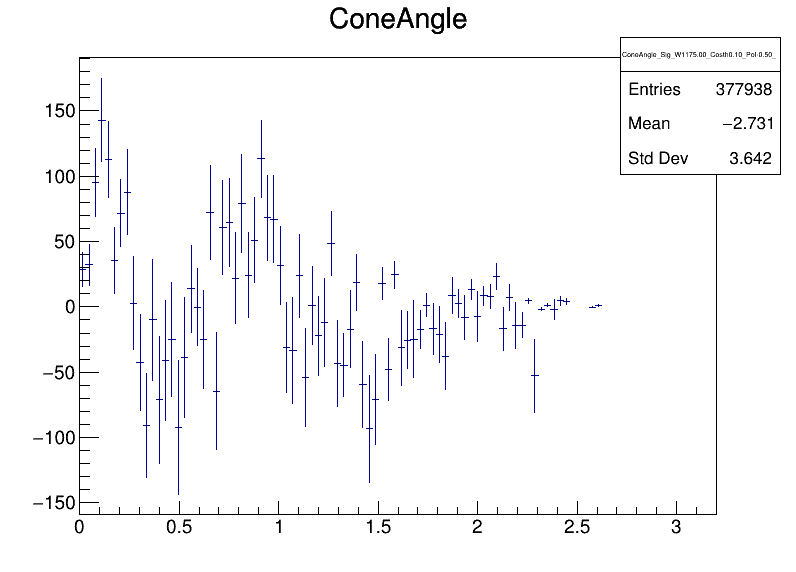 ConeAngle
ConeAngle_Sig_W1175.00_Costh0.10_Pol-0.50_
Entries 377938
Mean −2.731
Std Dev 3.642
150
100
50
0
−50
−100
−150
0 0.5 1 1.5 2 2.5 3